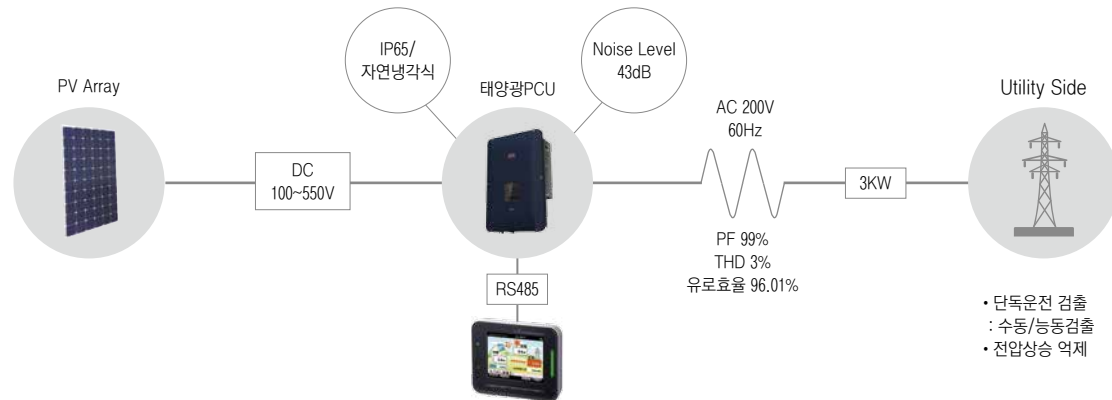 IP65/
자연냉각식
Noise Level
43dB
PV Array
태양광PCU
Utility Side
AC 200V
60Hz
DC
100~550V
3KW
PF 99%
THD 3%
유로효율 96.01%
RS485
• 단독운전 검출
: 수동/능동검출
• 전압상승 억제